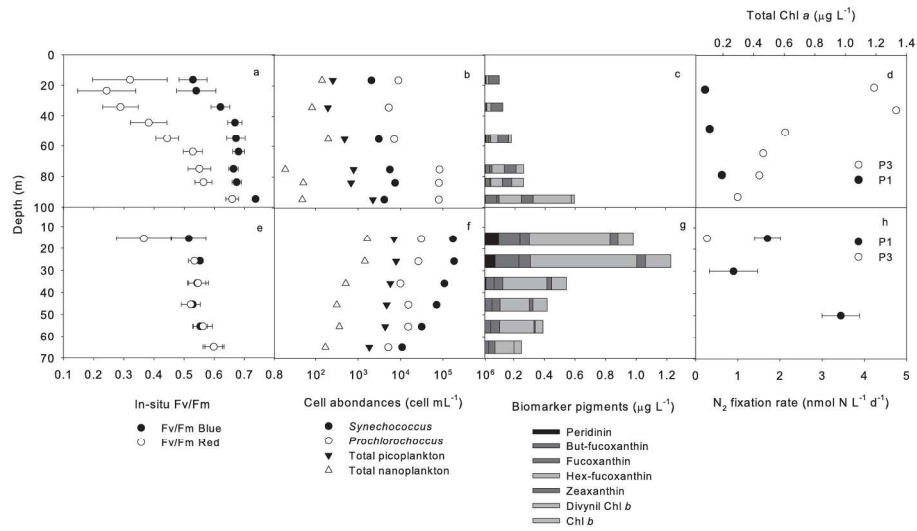 Total Chl a (µg L-1)
0.0 0.2 0.4 0.6 0.8 1.0 1.2 1.4
0
20
40
60
80
100
a
b
c
d
P3
P1
Depth (m)
10
20
30
40
50
60
70
e
f
g
h
P1
P3
0.1 0.2 0.3 0.4 0.5 0.6 0.7
10² 10³ 10⁴ 10⁵ 10⁶
0.2 0.4 0.6 0.8 1.0 1.2
0 1 2 3 4 5
In-situ Fv/Fm
Cell abondances (cell mL-1)
Biomarker pigments (µg L-1)
N2 fixation rate (nmol N L-1 d-1)
Fv/Fm Blue
Fv/Fm Red
Synechococcus
Prochlorochoccus
Total picoplankton
Total nanoplankton
Peridinin
But-fucoxanthin
Fucoxanthin
Hex-fucoxanthin
Zeaxanthin
Divynil Chl b
Chl b